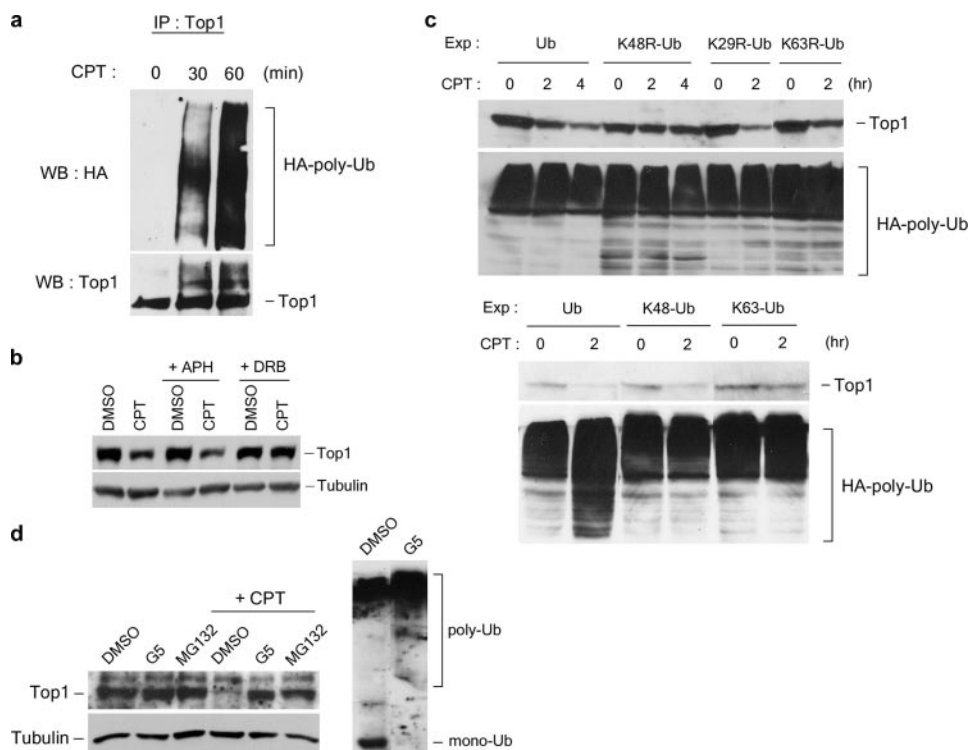 a
IP : Top1
CPT : 0 30 60 (min)
WB : HA
HA-poly-Ub
WB : Top1
Top1
b
+ APH + DRB
DMSO CPT DMSO CPT DMSO CPT
Top1
Tubulin
c
Exp : Ub K48R-Ub K29R-Ub K63R-Ub
CPT : 0 2 4 0 2 4 0 2 0 2 (hr)
Top1
HA-poly-Ub
Exp : Ub K48-Ub K63-Ub
CPT : 0 2 0 2 0 2 (hr)
Top1
HA-poly-Ub
d
+ CPT
DMSO G5 MG132 DMSO G5 MG132
Top1
Tubulin
DMSO G5
poly-Ub
mono-Ub